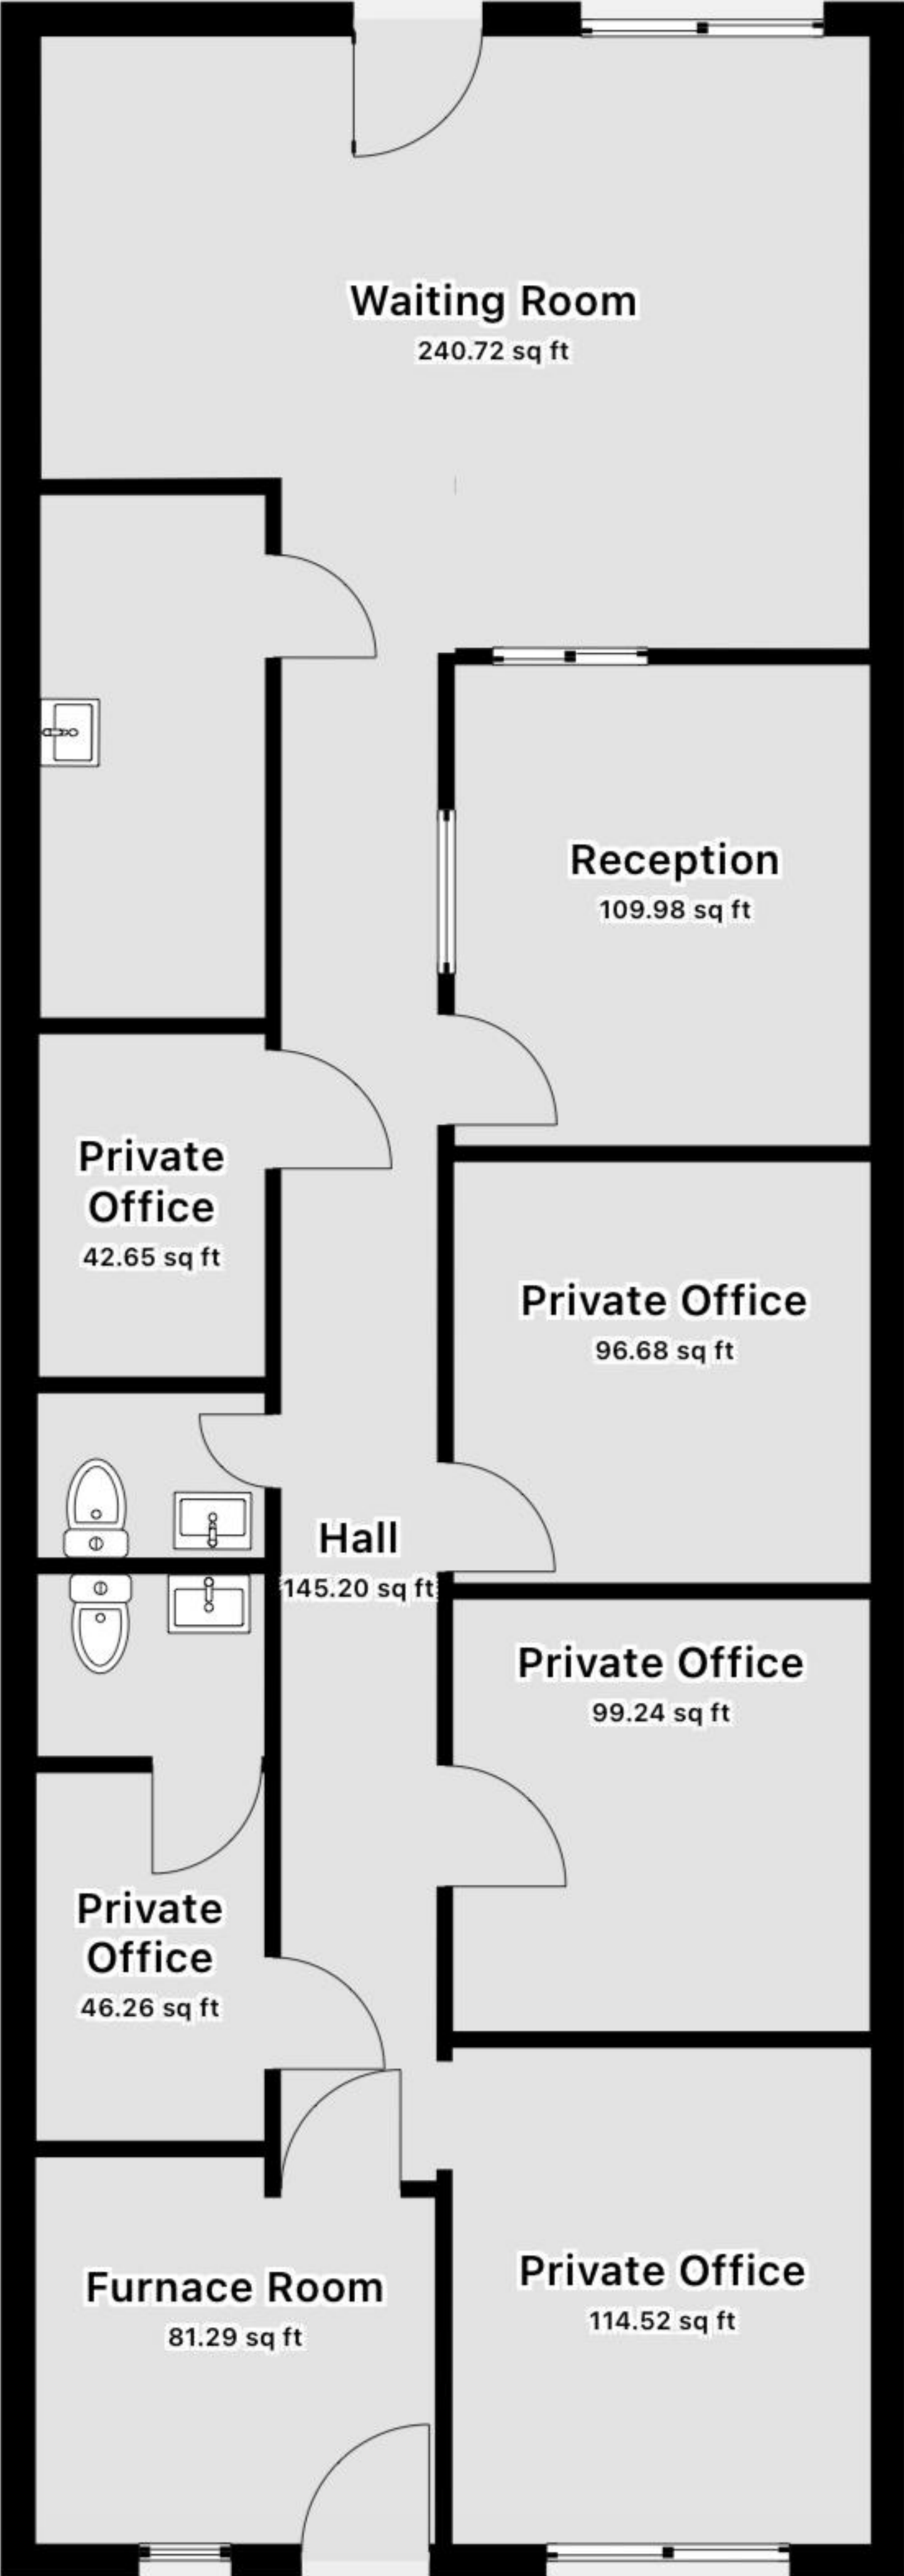 Waiting Room
240.72 sq ft
Reception
109.98 sq ft
Private
Office
42.65 sq ft
Private Office
96.68 sq ft
Hall
145.20 sq ft
Private Office
99.24 sq ft
Private
Office
46.26 sq ft
Private Office
114.52 sq ft
Furnace Room
81.29 sq ft